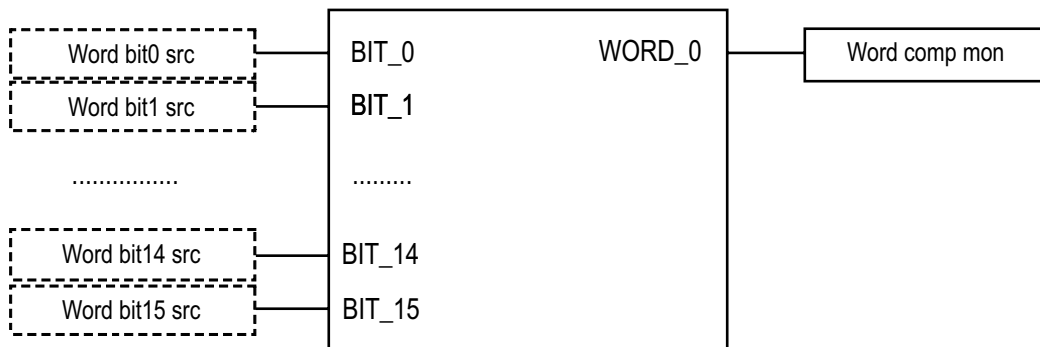 Word bit0 src BIT_0 WORD_0 Word comp mon
Word bit1 src BIT_1
................ .........
Word bit14 src BIT_14
Word bit15 src BIT_15